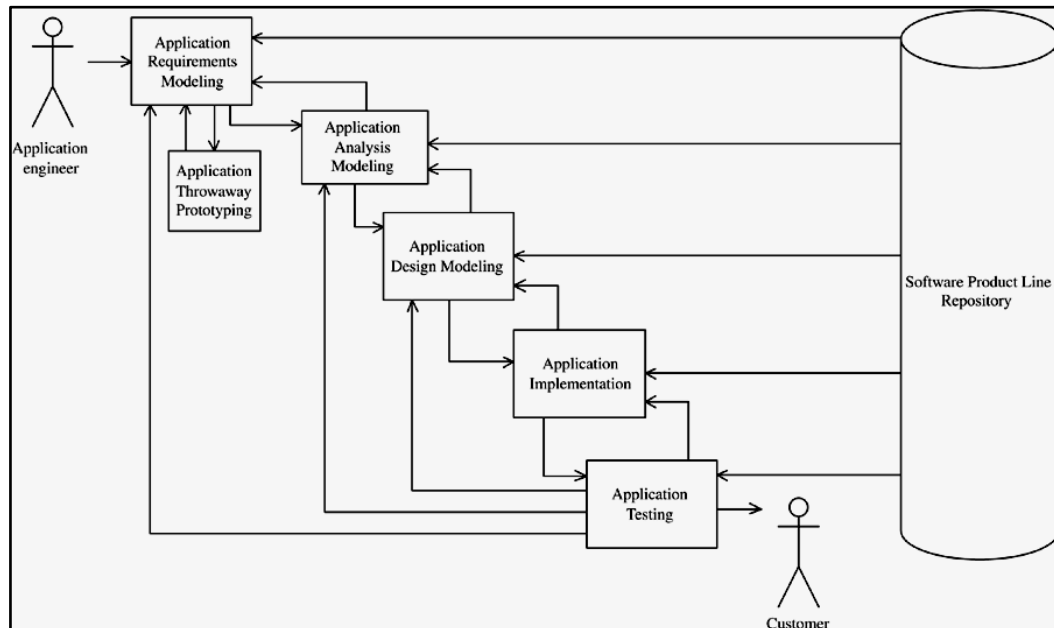 Application
Requirements
Modeling
Application
engineer
Application
Throwaway
Prototyping
Application
Analysis
Modeling
Application
Design Modeling
Software Product Line
Repository
Application
Implementation
Application
Testing
Customer